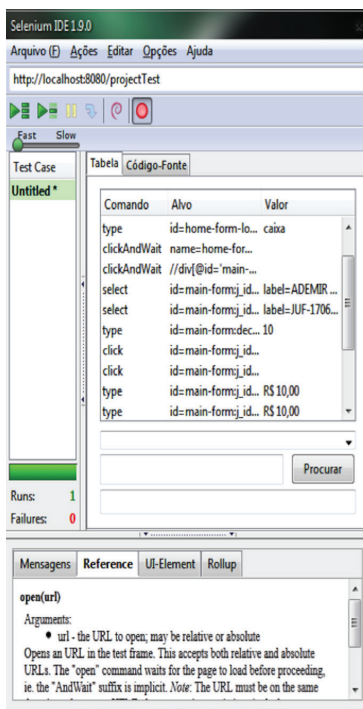 Selenium IDE 1.9.0
Arquivo (F) Ações Editar Opções Ajuda
http://localhost:8080/projectTest
Fast Slow
Test Case
Untitled *
Tabela Código-Fonte
Comando Alvo Valor
type id=home-form-lo... caixa
clickAndWait name=home-for...
clickAndWait //div[@id='main-...
select id=main-form:j_id... label=ADEMIR ...
select id=main-form:j_id... label=JUF-1706...
type id=main-form:dec... 10
click id=main-form:j_id...
click id=main-form:j_id...
type id=main-form:j_id... R$ 10,00
type id=main-form:j_id... R$ 10,00
Procurar
Runs: 1
Failures: 0
Mensagens Reference UI-Element Rollup
open(url)
Arguments:
• url - the URL to open; may be relative or absolute
Opens an URL in the test frame. This accepts both relative and absolute
URLs. The "open" command waits for the page to load before proceeding,
ie. the "AndWait" suffix is implicit. Note: The URL must be on the same